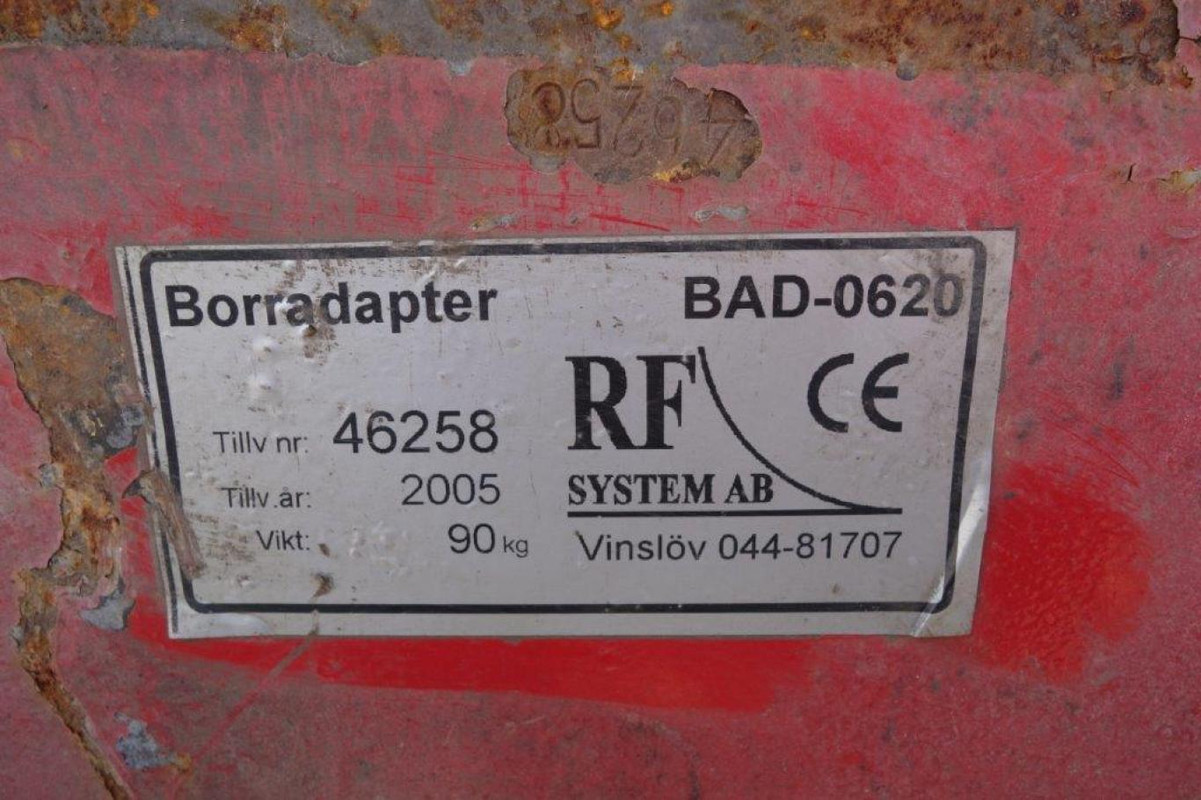 46258
Borradapter BAD-0620
RF CE
Tillv nr: 46258
SYSTEM AB
Tillv.år: 2005
Vikt: 90 kg
Vinslöv 044-81707